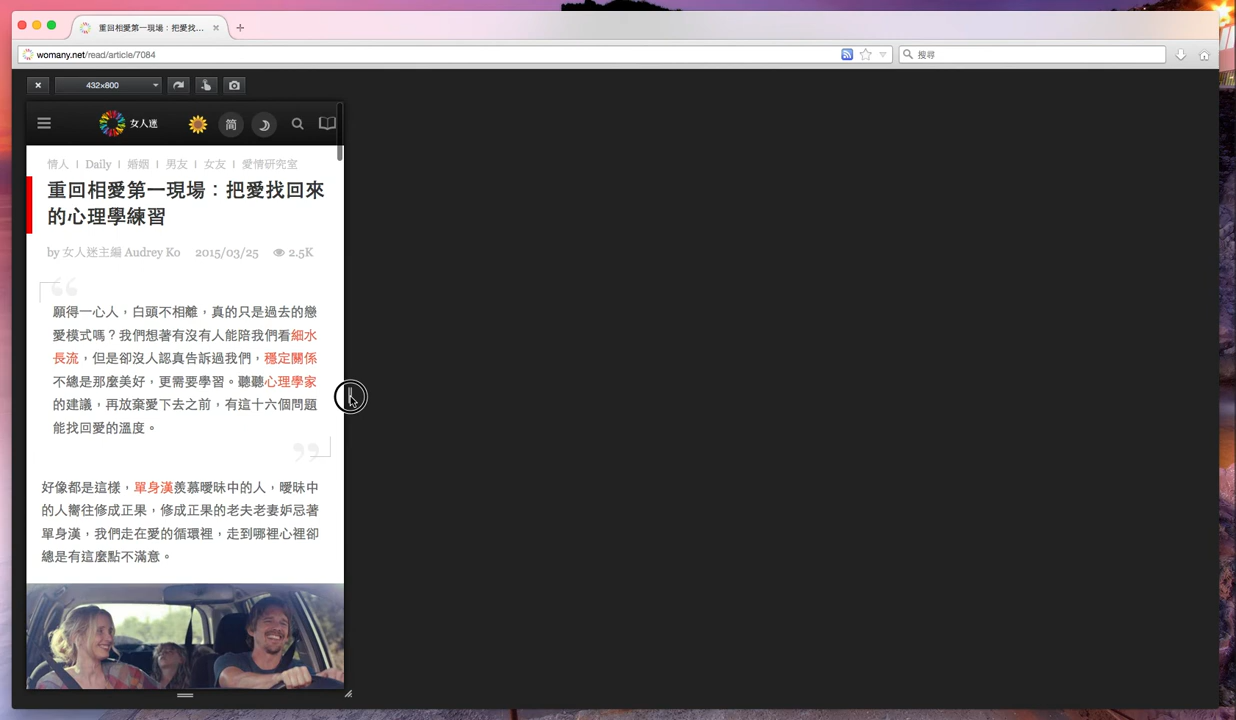 重回相愛第一現場：把愛找...
womany.net/read/article/7084
搜尋
432×800
女人迷
简
情人 | Daily | 婚姻 | 男友 | 女友 | 愛情研究室
重回相愛第一現場：把愛找回來
的心理學練習
by 女人迷主編 Audrey Ko 2015/03/25 2.5K
願得一心人，白頭不相離，真的只是過去的戀
愛模式嗎？我們想著有沒有人能陪我們看細水
長流，但是卻沒人認真告訴過我們，穩定關係
不總是那麼美好，更需要學習。聽聽心理學家
的建議，再放棄愛下去之前，有這十六個問題
能找回愛的溫度。
好像都是這樣，單身漢羨慕曖昧中的人，曖昧中
的人嚮往修成正果，修成正果的老夫老妻妒忌著
單身漢，我們走在愛的循環裡，走到哪裡心裡卻
總是有這麼點不滿意。